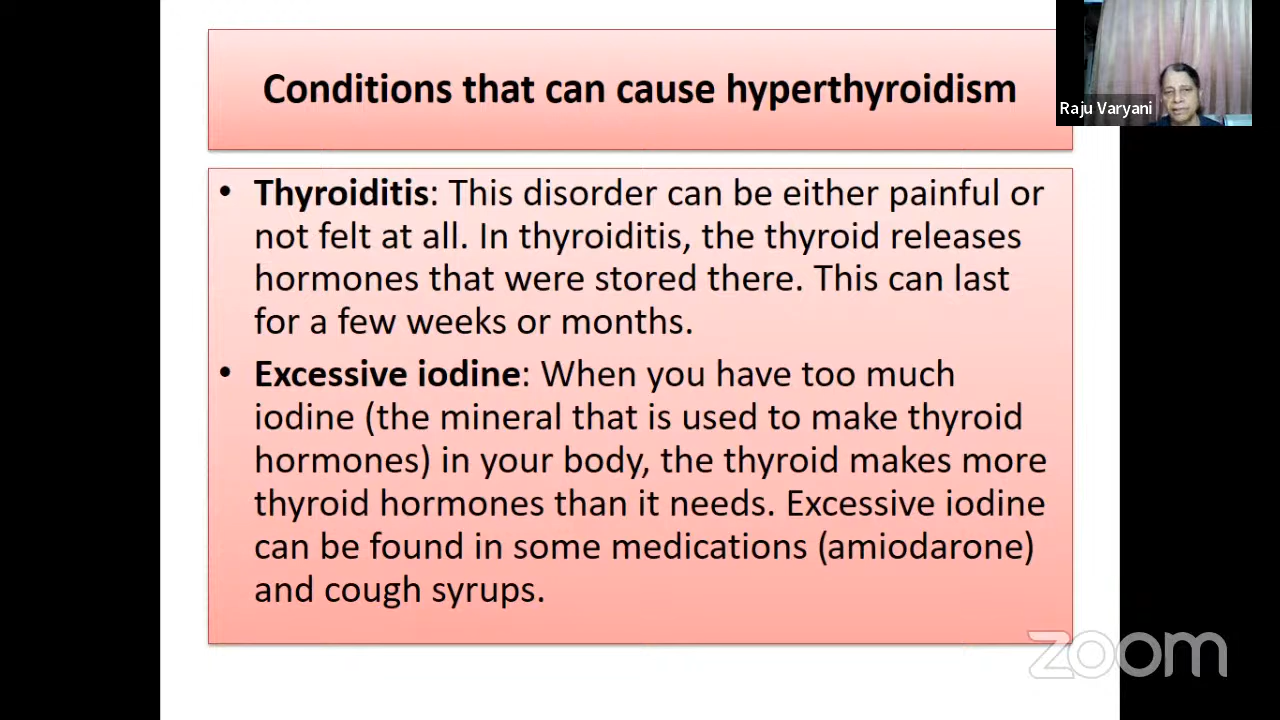 Conditions that can cause hyperthyroidism
Raju Varyani
• Thyroiditis: This disorder can be either painful or
not felt at all. In thyroiditis, the thyroid releases
hormones that were stored there. This can last
for a few weeks or months.
• Excessive iodine: When you have too much
iodine (the mineral that is used to make thyroid
hormones) in your body, the thyroid makes more
thyroid hormones than it needs. Excessive iodine
can be found in some medications (amiodarone)
and cough syrups.
zoom